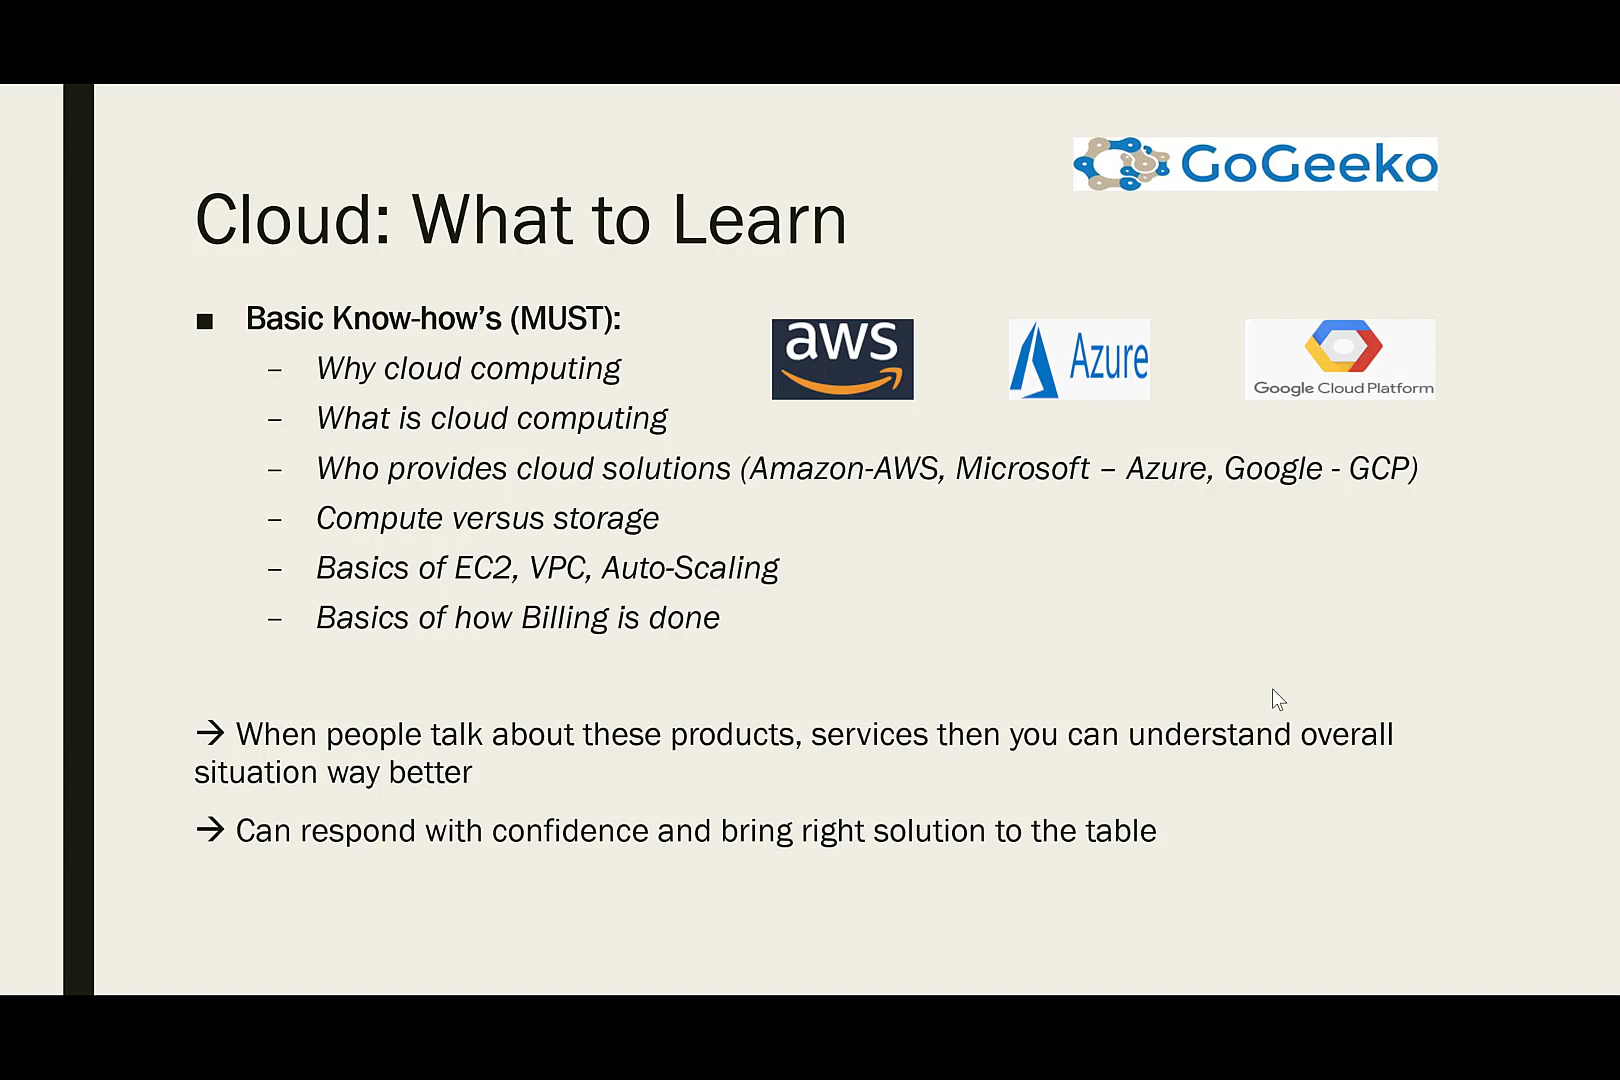 GoGeeko
Cloud: What to Learn
■ Basic Know-how’s (MUST):
aws
Azure
Google Cloud Platform
– Why cloud computing
– What is cloud computing
– Who provides cloud solutions (Amazon-AWS, Microsoft – Azure, Google - GCP)
– Compute versus storage
– Basics of EC2, VPC, Auto-Scaling
– Basics of how Billing is done
→ When people talk about these products, services then you can understand overall
situation way better
→ Can respond with confidence and bring right solution to the table